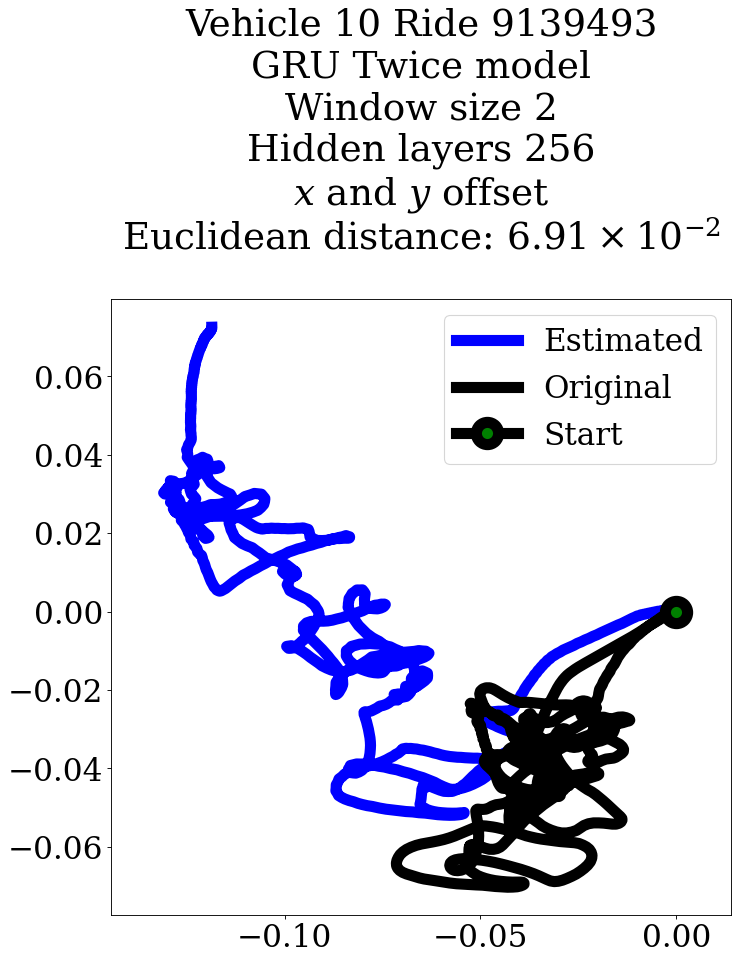 Vehicle 10 Ride 9139493
GRU Twice model
Window size 2
Hidden layers 256
x and y offset
Euclidean distance: 6.91 × 10⁻²
Estimated
Original
Start
0.06
0.04
0.02
0.00
−0.02
−0.04
−0.06
−0.10
−0.05
0.00